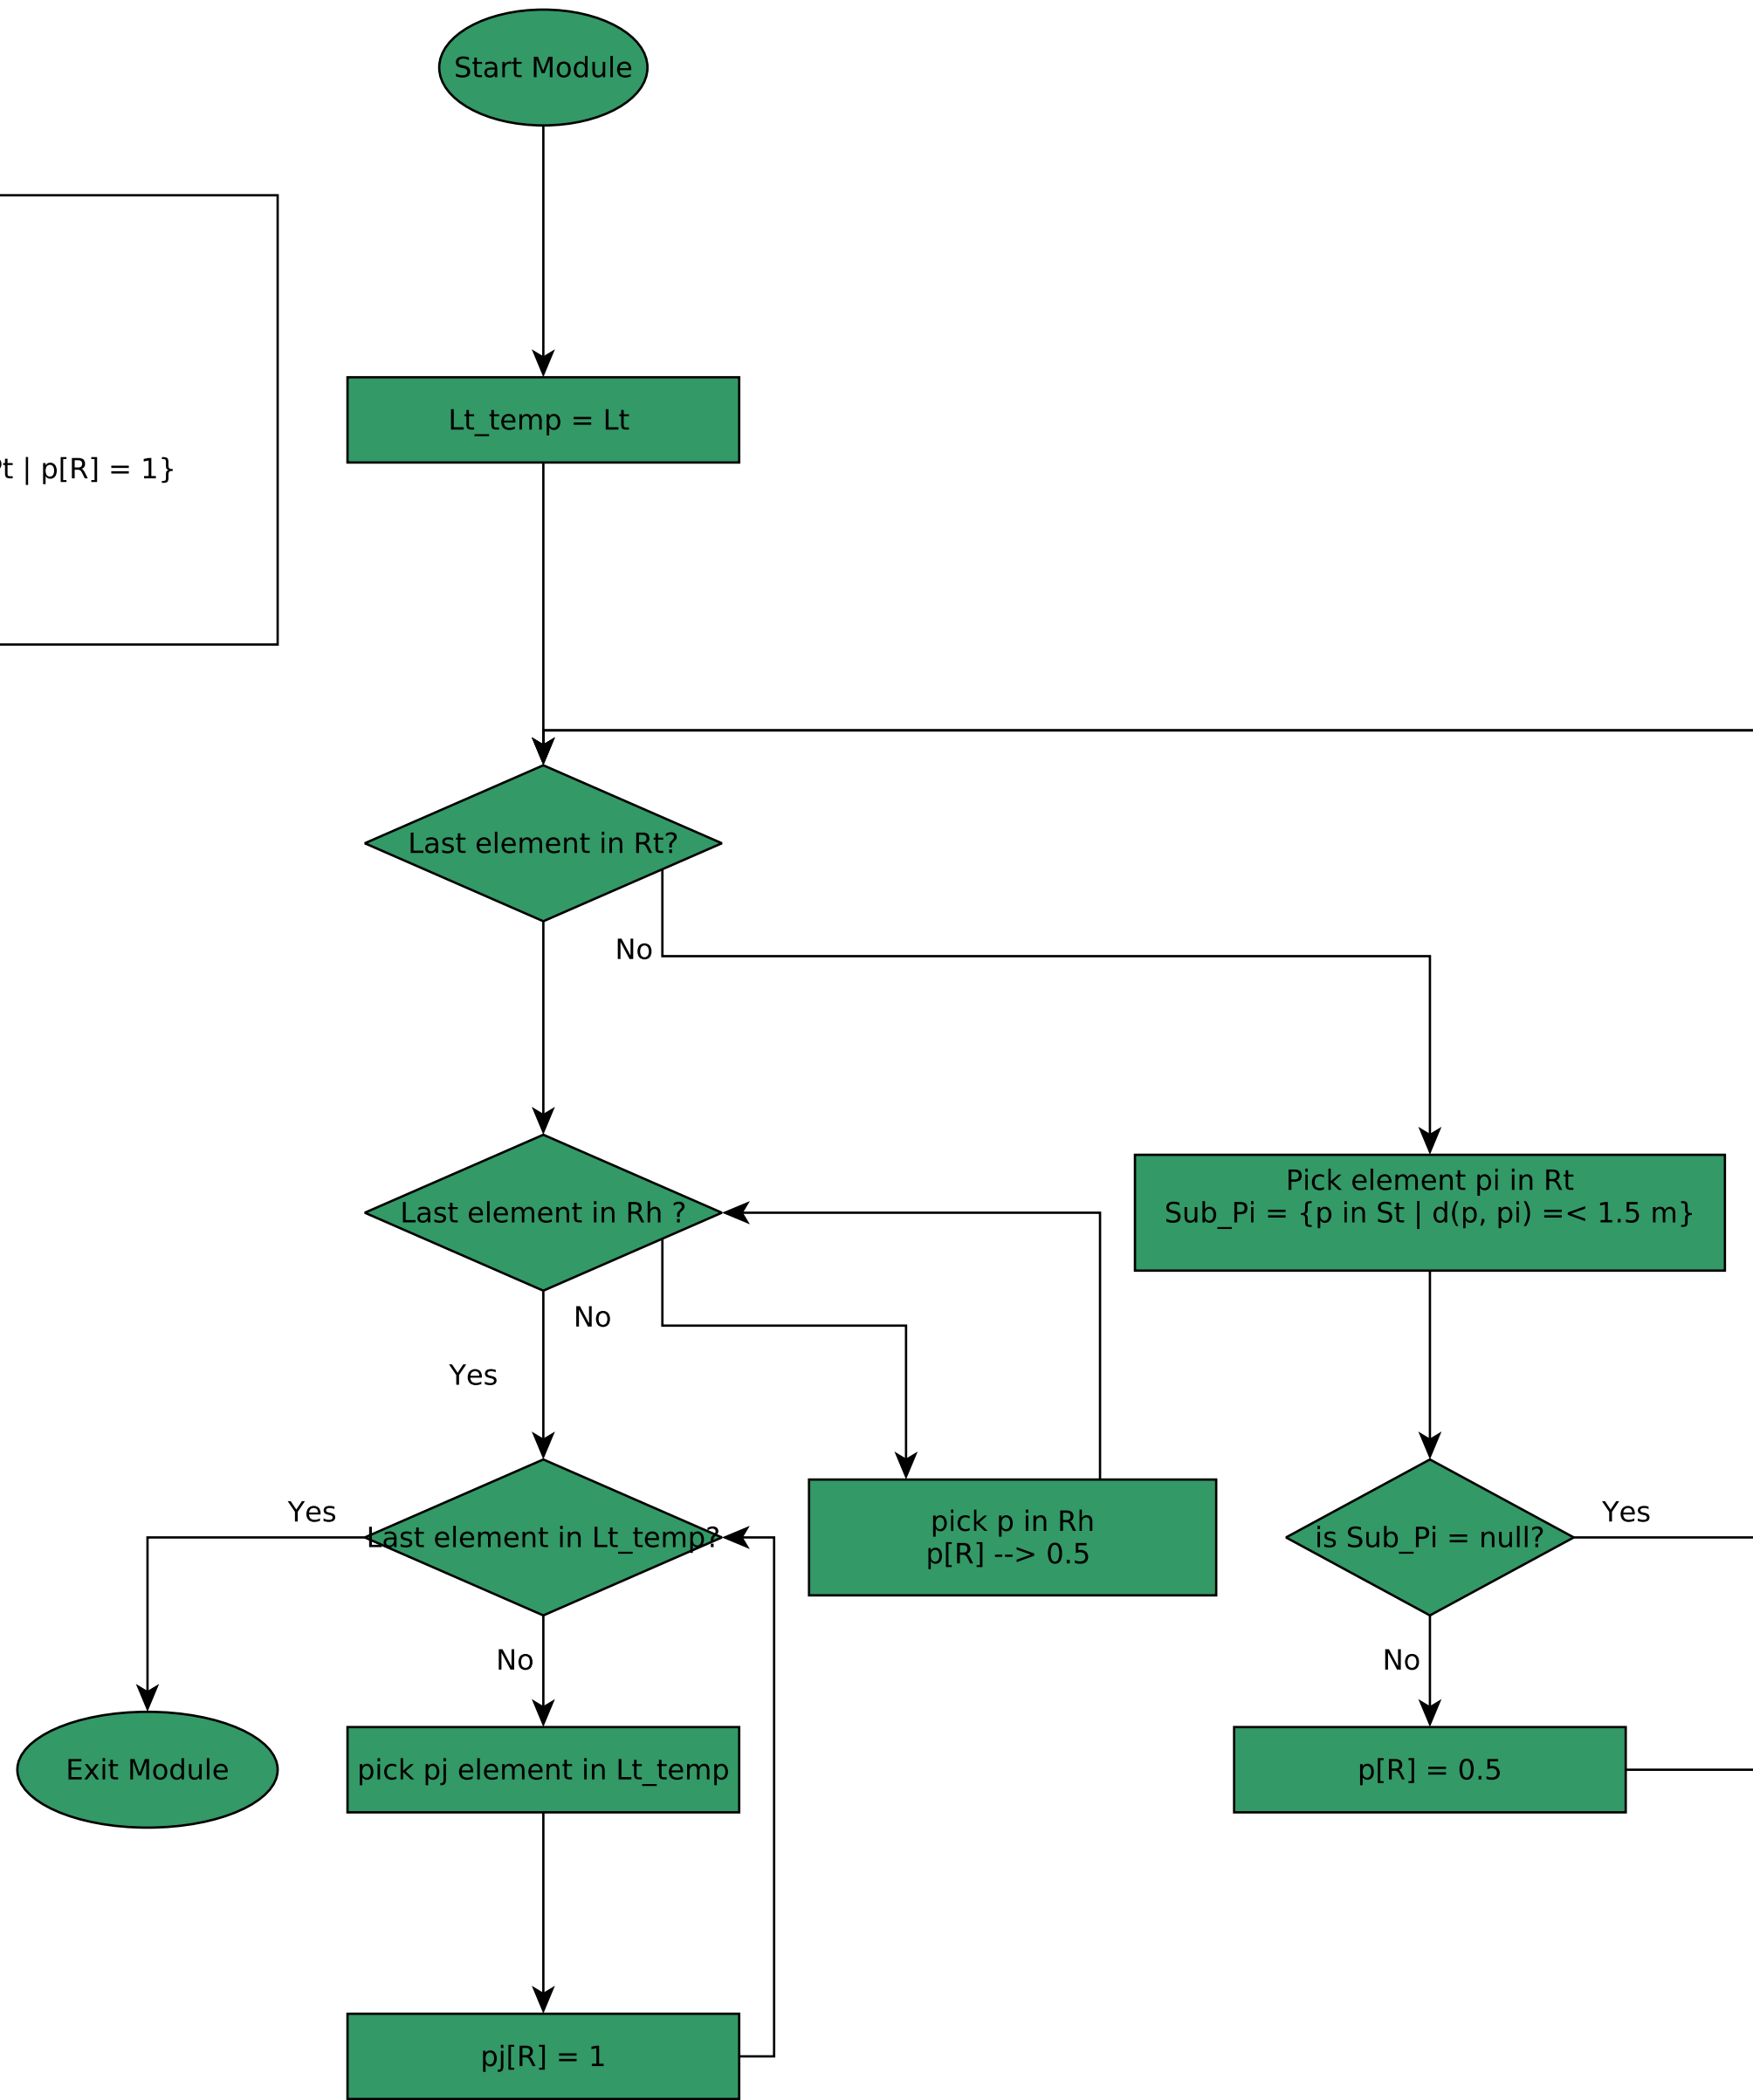 Start Module
Lt_temp = Lt
t | p[R] = 1}
Last element in Rt?
No
Pick element pi in Rt
Sub_Pi = {p in St | d(p, pi) =< 1.5 m}
Last element in Rh ?
No
Yes
Yes
Last element in Lt_temp?
pick p in Rh
p[R] --> 0.5
is Sub_Pi = null?
Yes
No
No
Exit Module
pick pj element in Lt_temp
p[R] = 0.5
pj[R] = 1